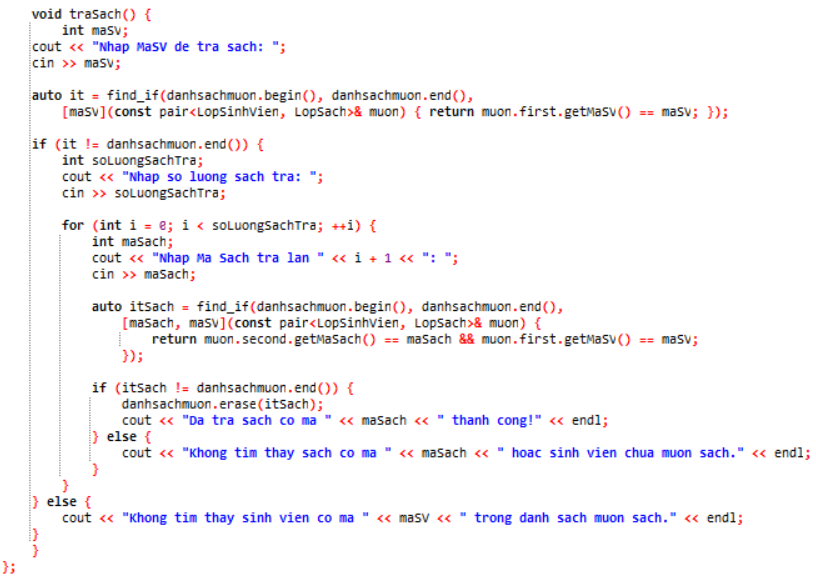 void traSach() {
int maSV;
cout << "Nhap MaSV de tra sach: ";
cin >> maSV;
auto it = find_if(danhsachmuon.begin(), danhsachmuon.end(),
[maSV](const pair<LopSinhVien, LopSach>& muon) { return muon.first.getMaSV() == maSV; });
if (it != danhsachmuon.end()) {
int soLuongSachTra;
cout << "Nhap so luong sach tra: ";
cin >> soLuongSachTra;
for (int i = 0; i < soLuongSachTra; ++i) {
int maSach;
cout << "Nhap Ma Sach tra lan " << i + 1 << ": ";
cin >> maSach;
auto itSach = find_if(danhsachmuon.begin(), danhsachmuon.end(),
[maSach, maSV](const pair<LopSinhVien, LopSach>& muon) {
return muon.second.getMaSach() == maSach && muon.first.getMaSV() == maSV;
});
if (itSach != danhsachmuon.end()) {
danhsachmuon.erase(itSach);
cout << "Da tra sach co ma " << maSach << " thanh cong!" << endl;
} else {
cout << "Khong tim thay sach co ma " << maSach << " hoac sinh vien chua muon sach." << endl;
}
}
} else {
cout << "Khong tim thay sinh vien co ma " << maSV << " trong danh sach muon sach." << endl;
}
}
};